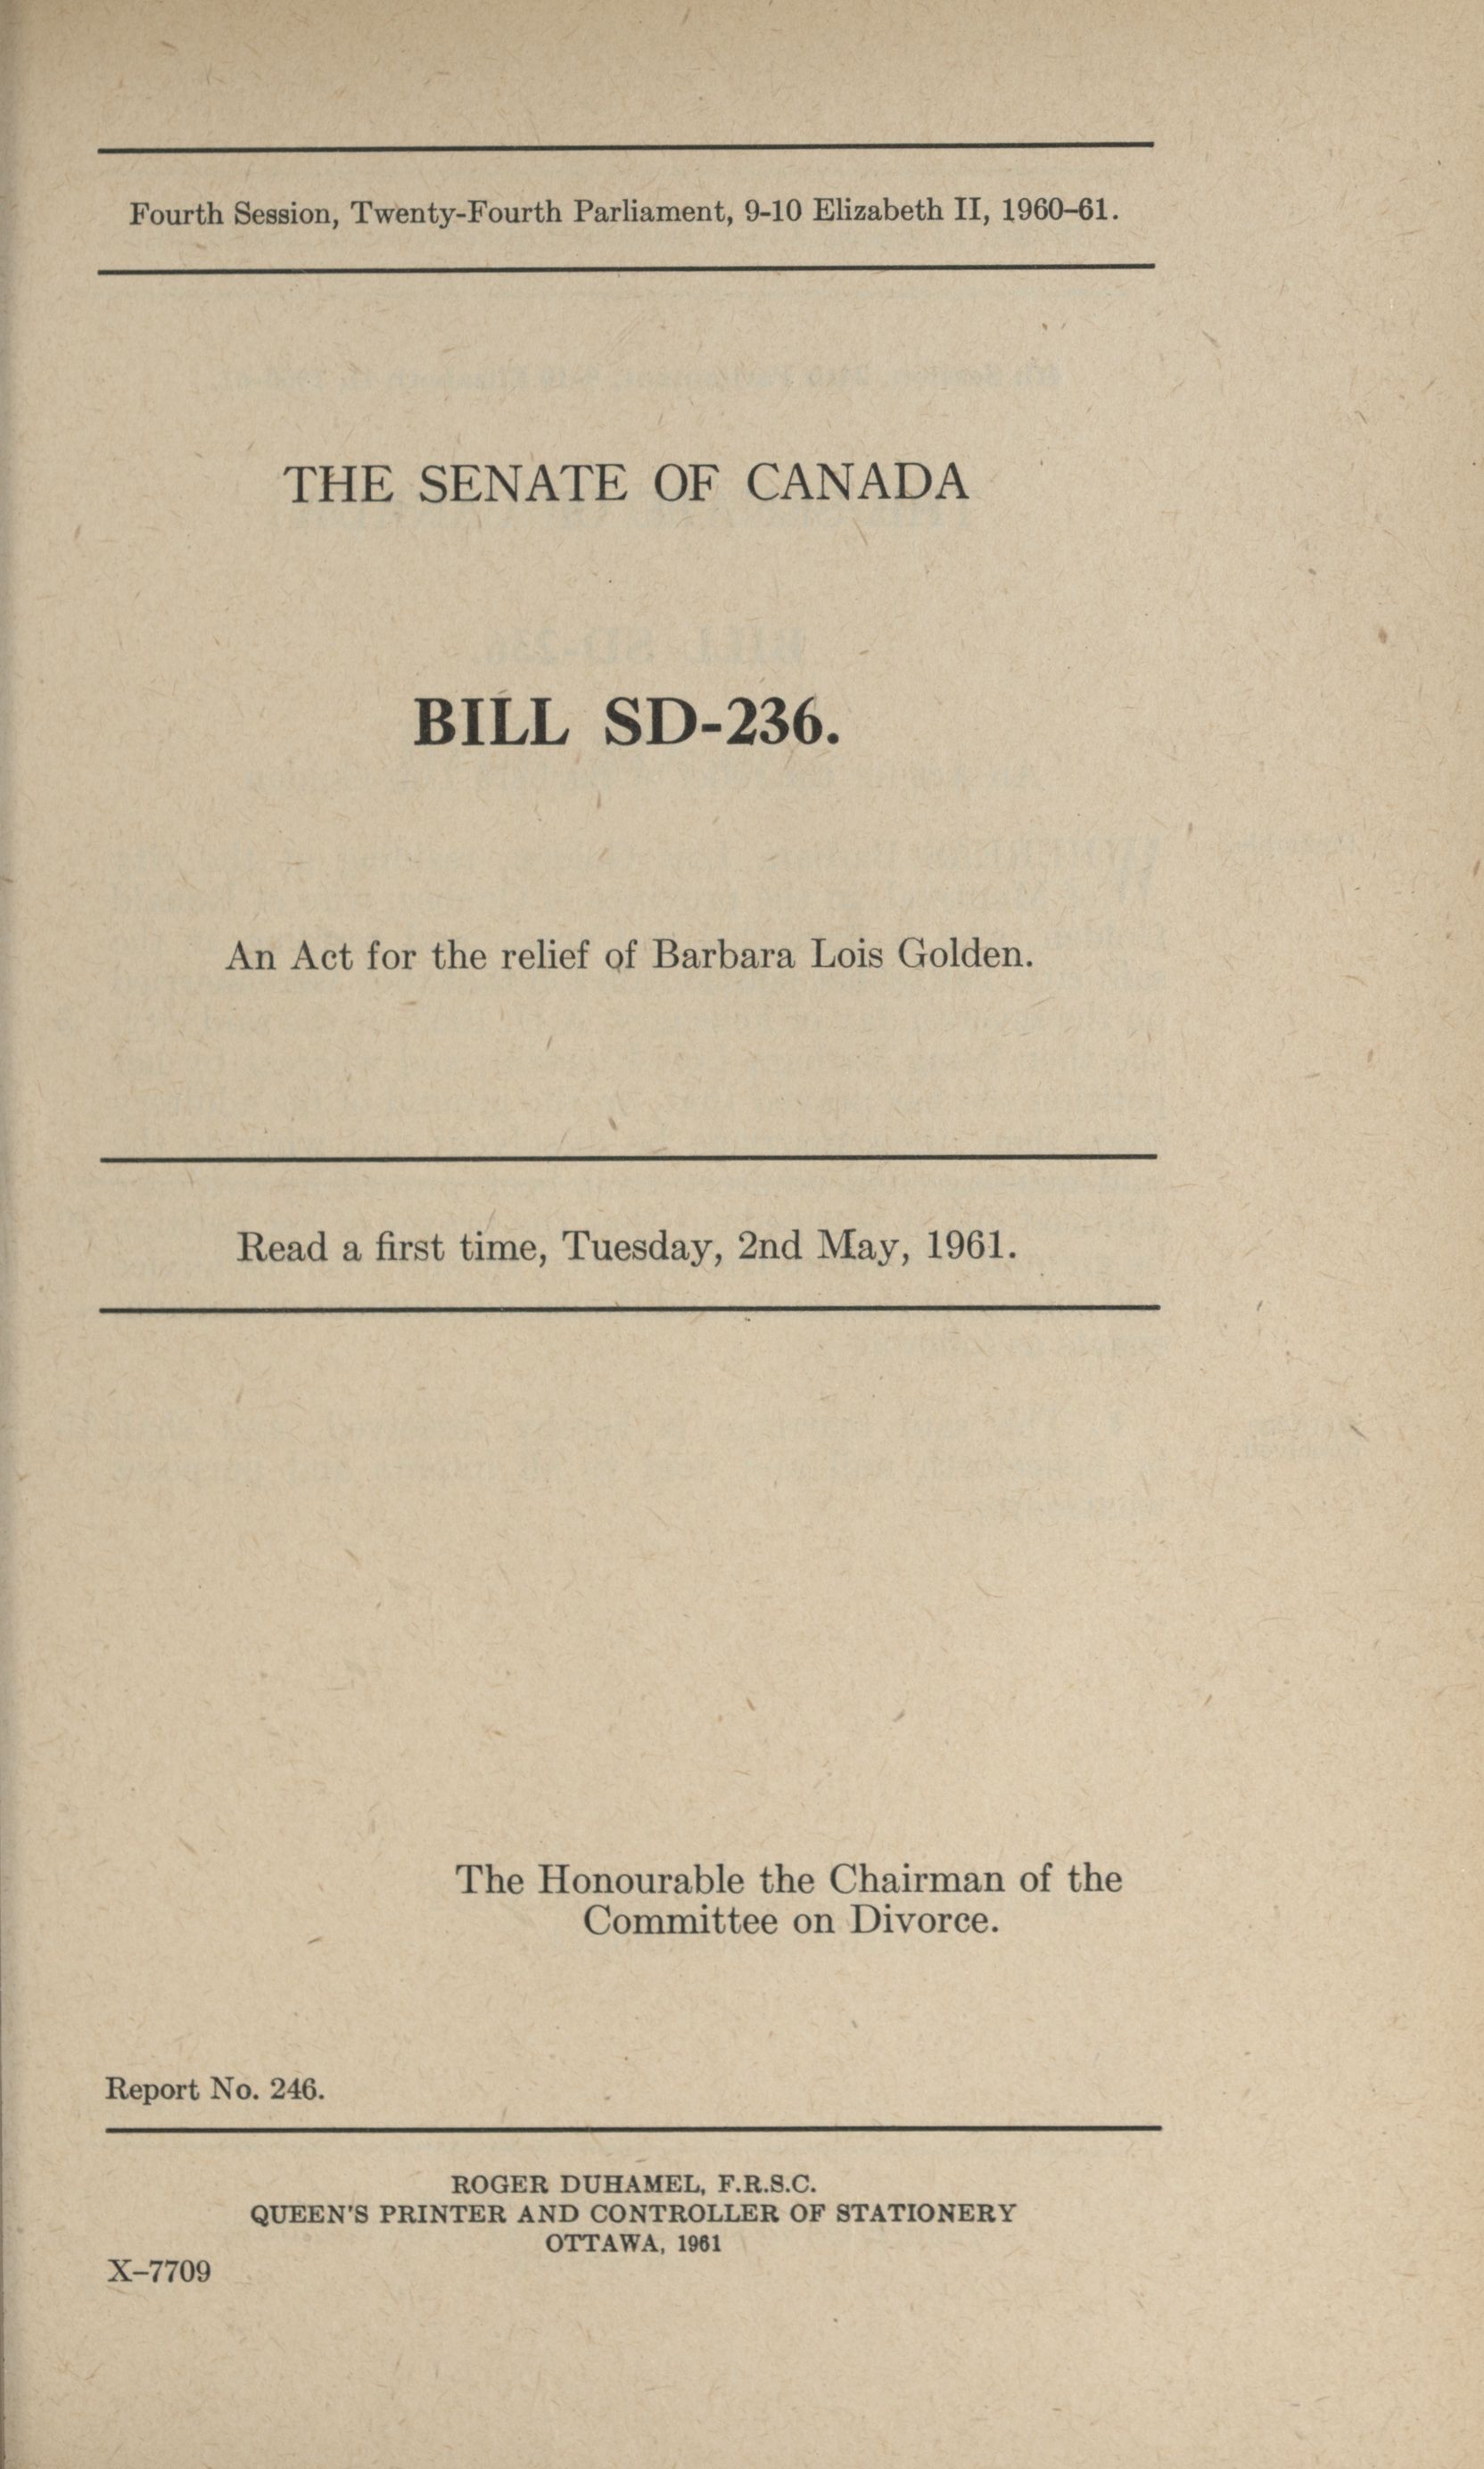 Fourth Session, Twenty-Fourth Parliament, 9-10 Elizabeth II, 1960-61.
THE SENATE OF CANADA
BILL SD-236.
An Act for the relief of Barbara Lois Golden.
Read a first time, Tuesday, 2nd May, 1961.
The Honourable the Chairman of the
Committee on Divorce.
Report No. 246.
ROGER DUHAMEL, F.R.S.C.
QUEEN'S PRINTER AND CONTROLLER OF STATIONERY
OTTAWA, 1961
X-7709